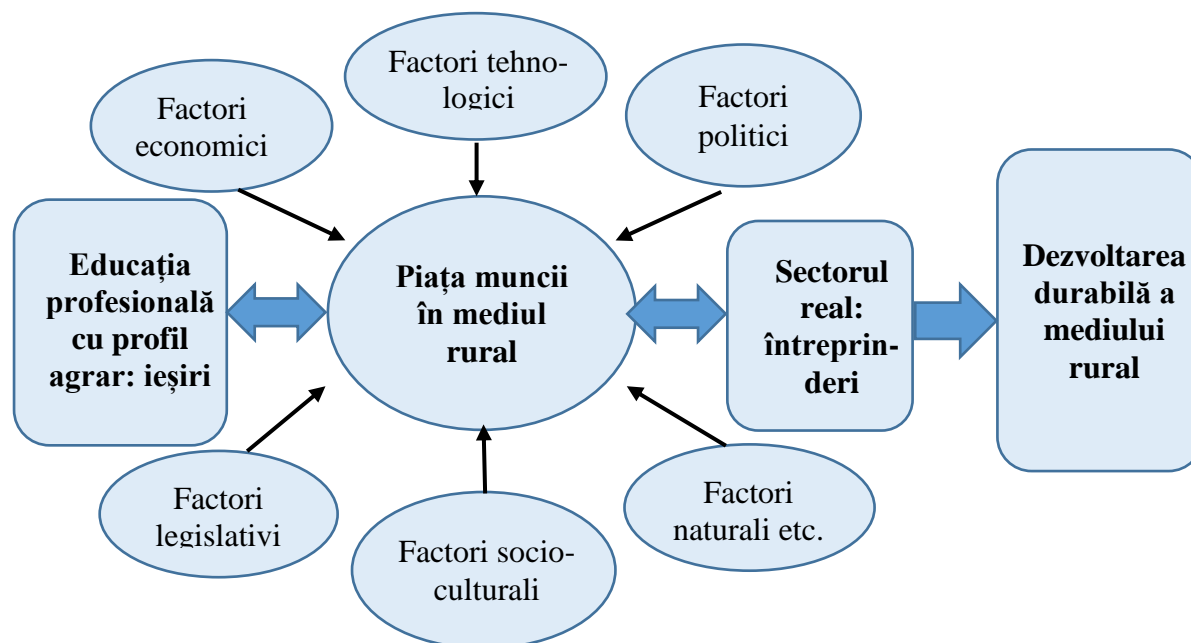 Factori tehno-
logici
Factori
economici
Factori
politici
Educația
profesională
cu profil
agrar: ieșiri
Piața muncii
în mediul
rural
Sectorul
real:
întreprin-
deri
Dezvoltarea
durabilă a
mediului
rural
Factori
legislativi
Factori socio-
culturali
Factori
naturali etc.